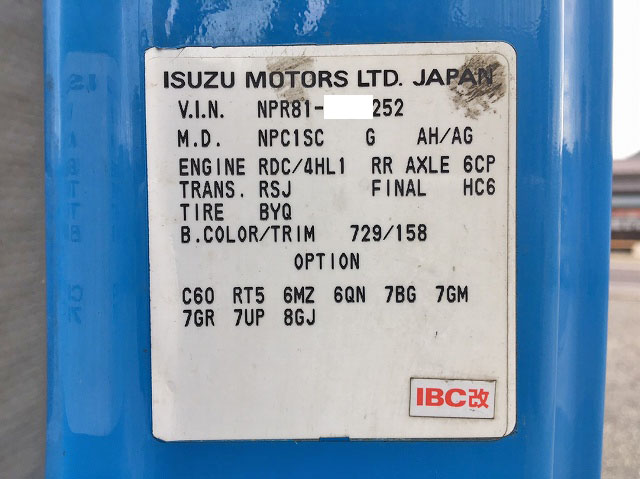 ISUZU MOTORS LTD. JAPAN
V.I.N. NPR81- 252
M.D. NPC1SC G AH/AG
ENGINE RDC/4HL1 RR AXLE 6CP
TRANS. RSJ FINAL HC6
TIRE BYQ
B.COLOR/TRIM 729/158
OPTION
C60 RT5 6MZ 6QN 7BG 7GM
7GR 7UP 8GJ
IBC改